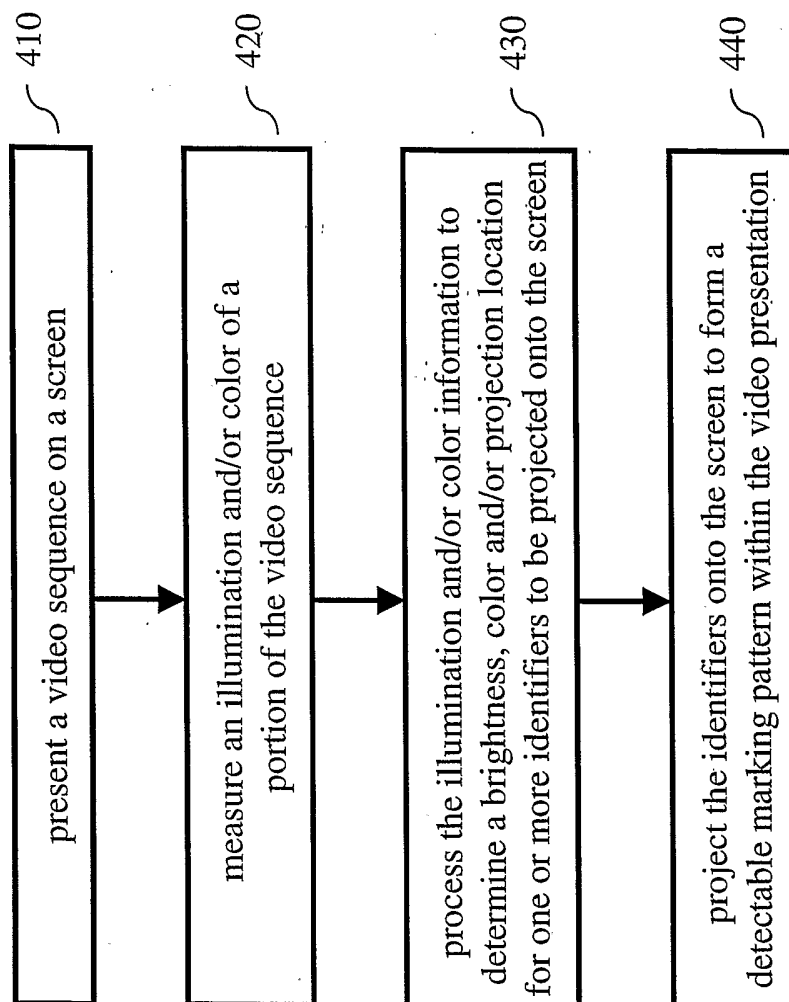 present a video sequence on a screen
410
measure an illumination and/or color of a
portion of the video sequence
420
process the illumination and/or color information to
determine a brightness, color and/or projection location
for one or more identifiers to be projected onto the screen
430
project the identifiers onto the screen to form a
detectable marking pattern within the video presentation
440